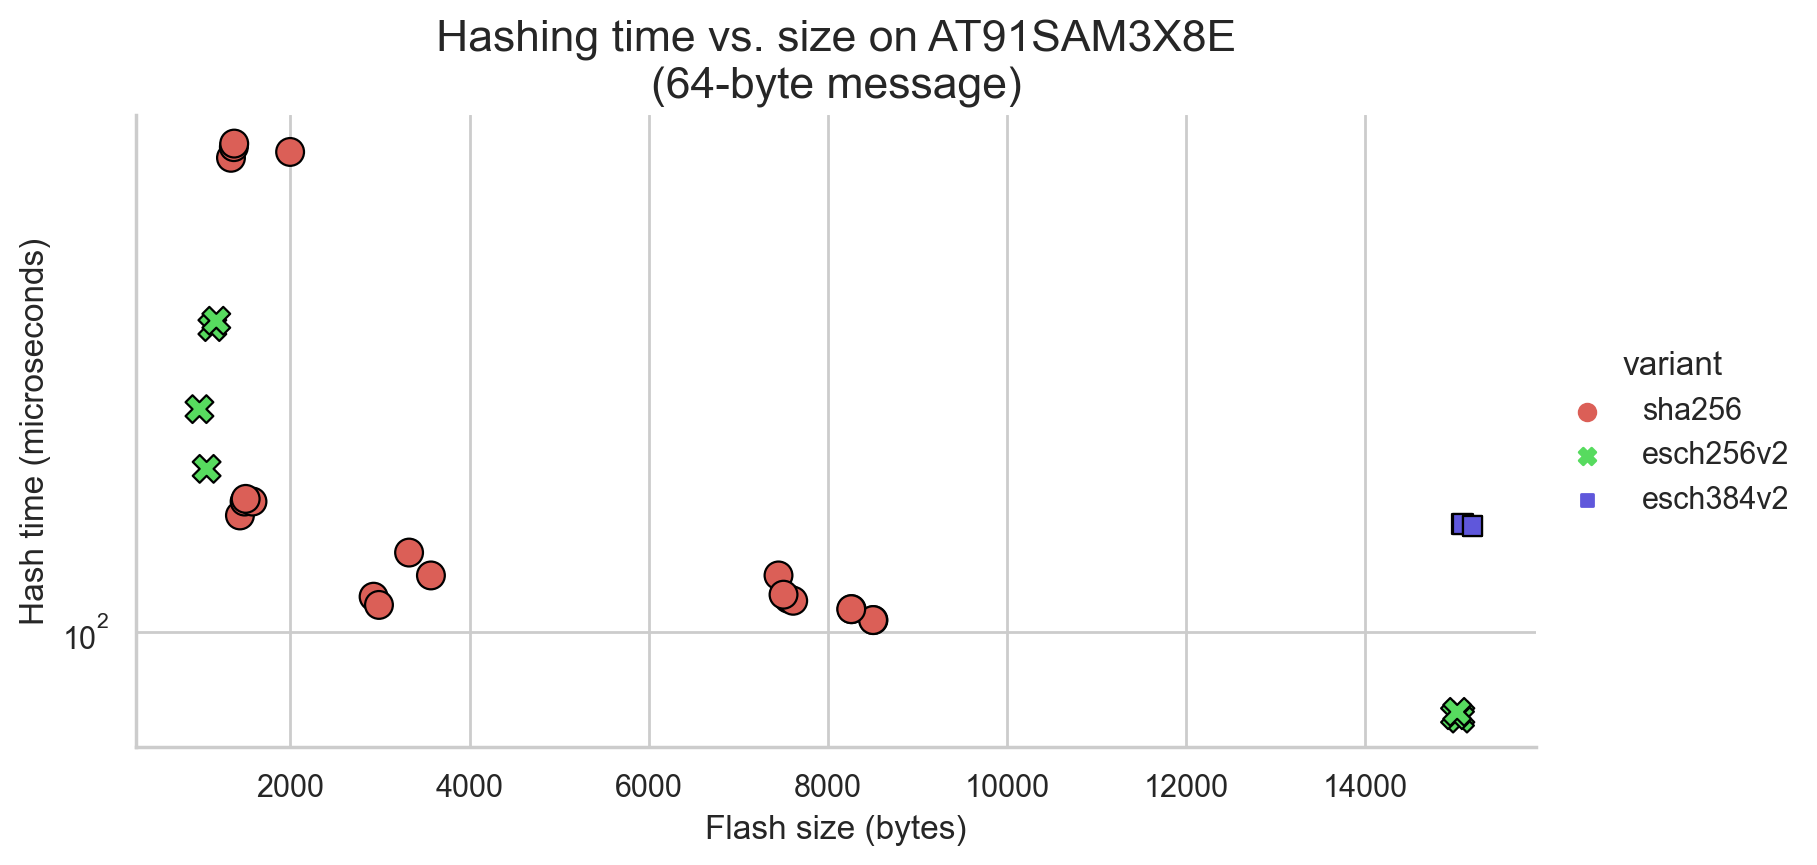 Hashing time vs. size on AT91SAM3X8E
(64-byte message)
Hash time (microseconds)
10²
2000 4000 6000 8000 10000 12000 14000
Flash size (bytes)
variant
sha256
esch256v2
esch384v2